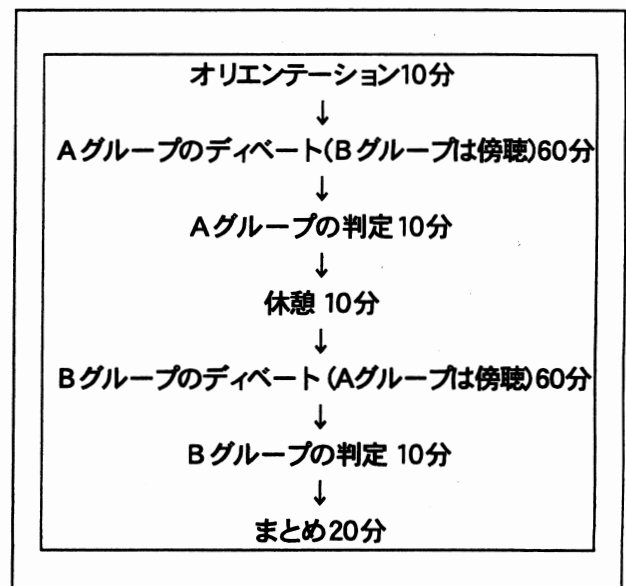 オリエンテーション10分
↓
Aグループのディベート(Bグループは傍聴)60分
↓
Aグループの判定10分
↓
休憩 10分
↓
Bグループのディベート(Aグループは傍聴)60分
↓
Bグループの判定 10分
↓
まとめ20分